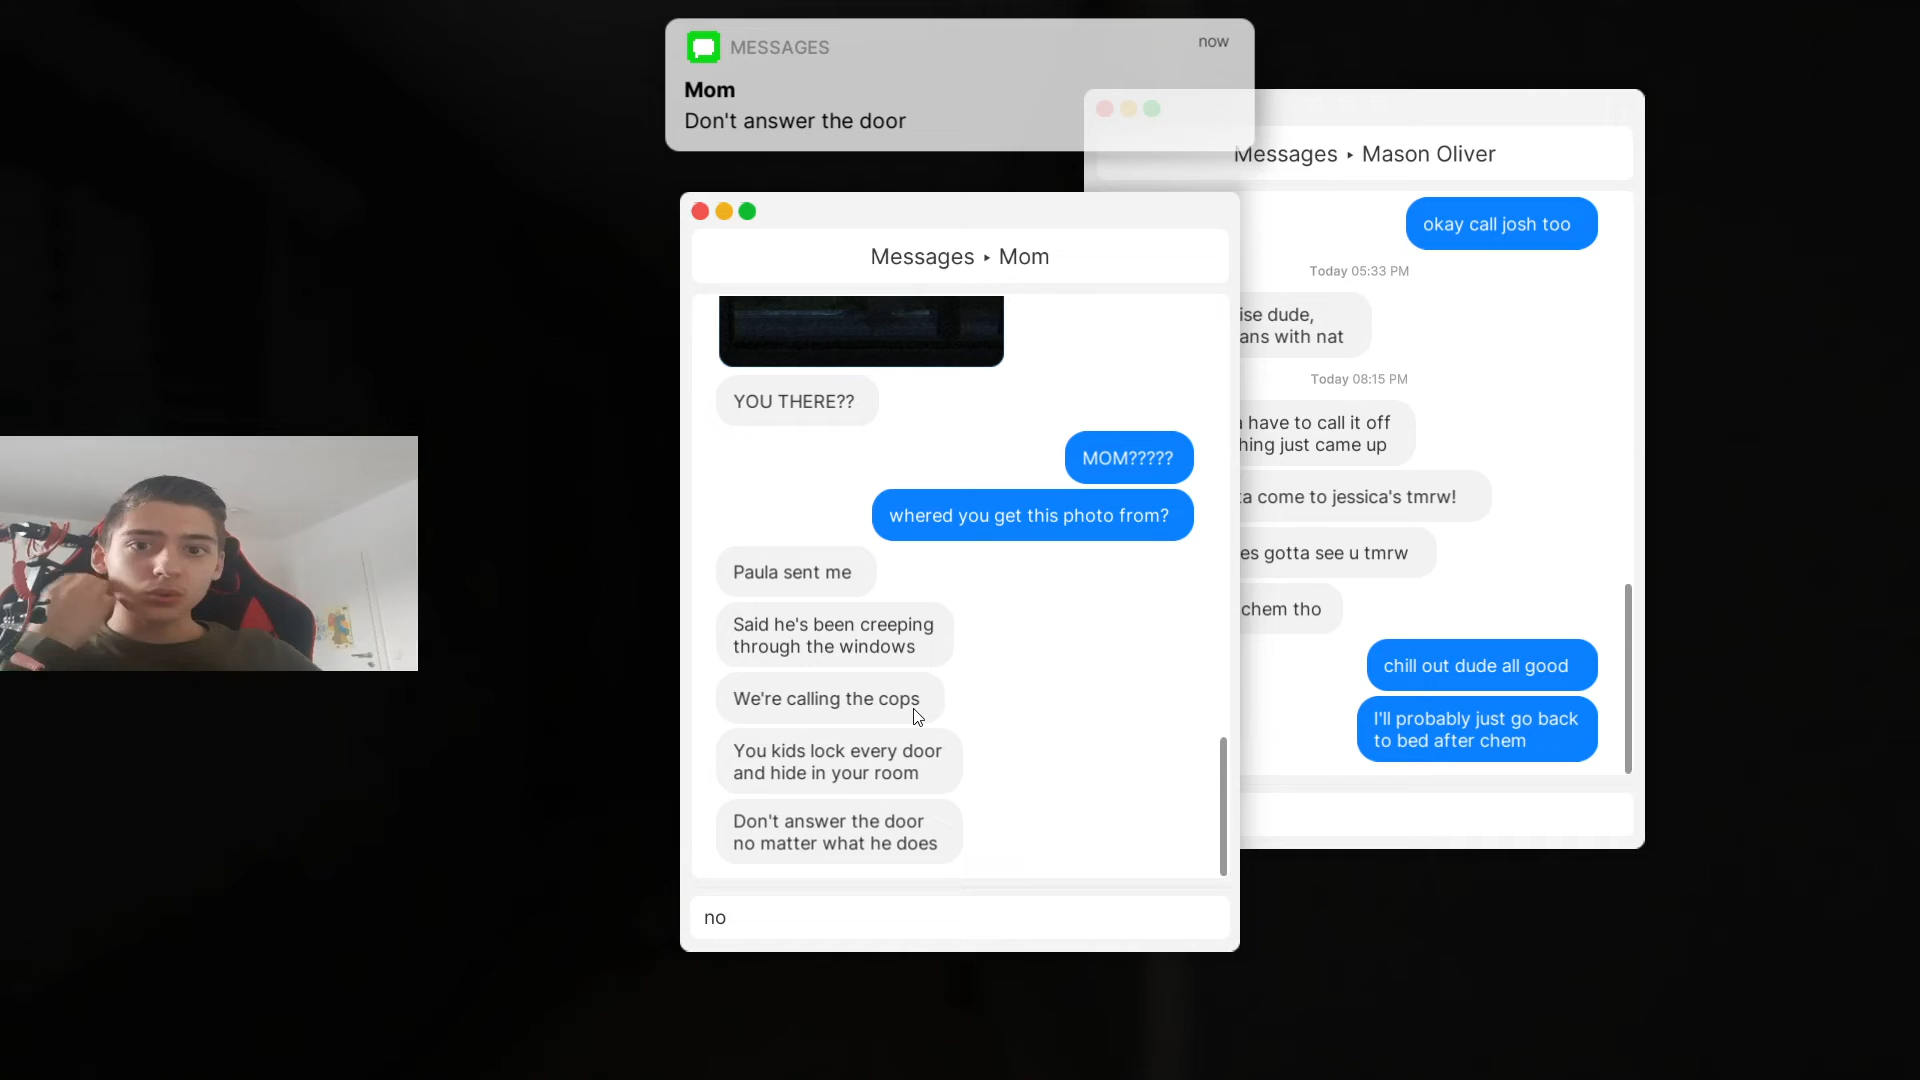 MESSAGES
now
Mom
Don't answer the door
Messages ‣ Mason Oliver
okay call josh too
Today 05:33 PM
ise dude,
ans with nat
Today 08:15 PM
have to call it off
hing just came up
a come to jessica's tmrw!
es gotta see u tmrw
chem tho
chill out dude all good
I'll probably just go back
to bed after chem
Messages ‣ Mom
YOU THERE??
MOM?????
whered you get this photo from?
Paula sent me
Said he's been creeping
through the windows
We're calling the cops
You kids lock every door
and hide in your room
Don't answer the door
no matter what he does
no